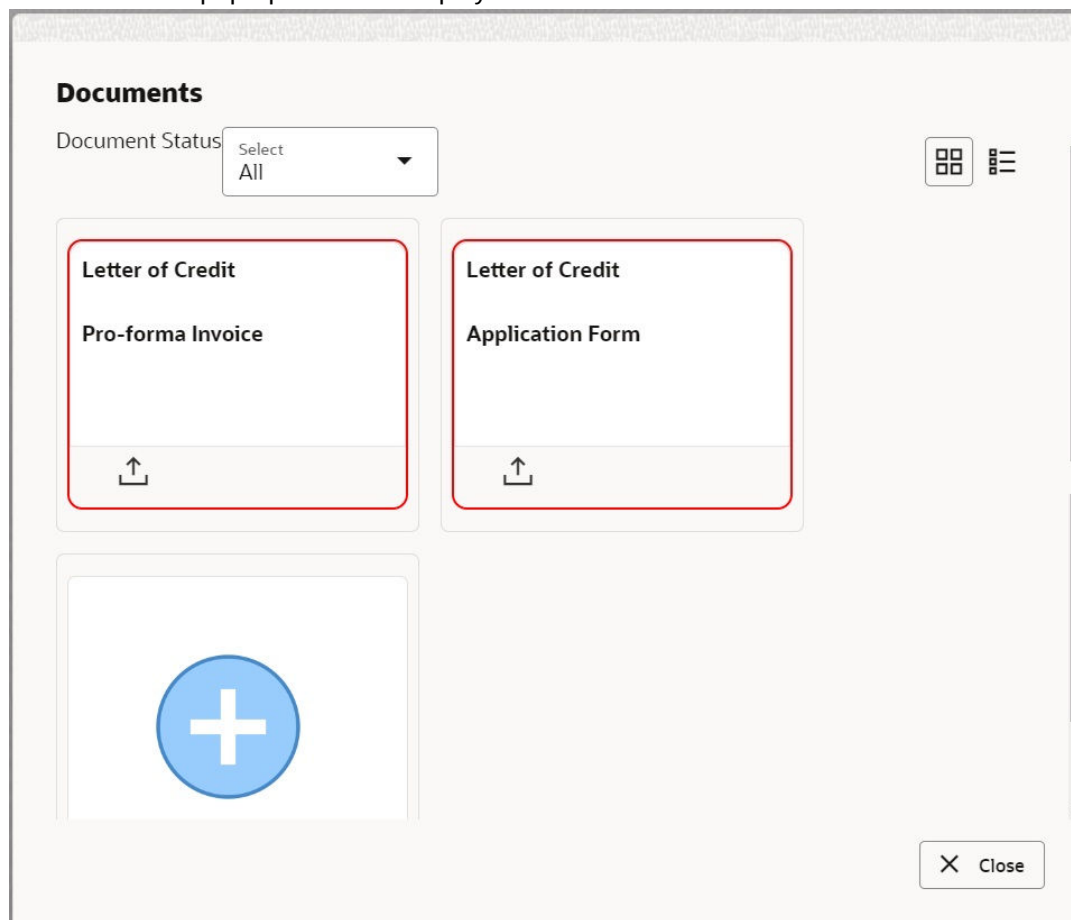 Documents
Document Status
Select
All
Letter of Credit
Letter of Credit
Pro-forma Invoice
Application Form
Close